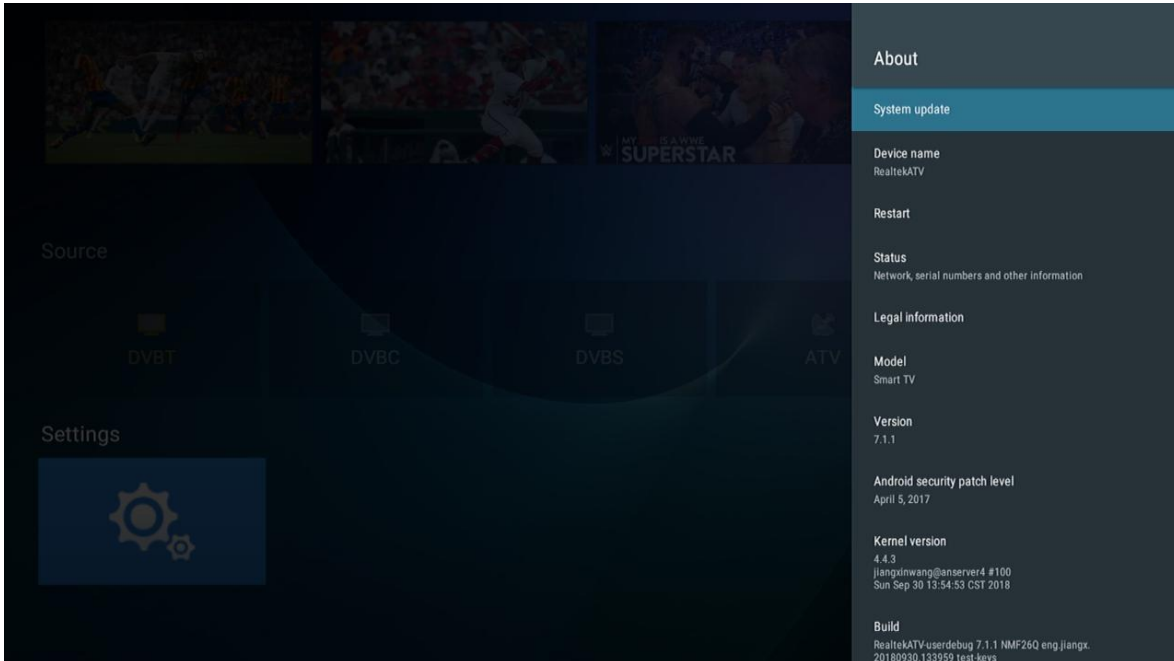 MY
IS A WINE
SUPERSTAR
Source
DVBT
DVBC
DVBS
ATV
Settings
About
System update
Device name
RealtekATV
Restart
Status
Network, serial numbers and other information
Legal information
Model
Smart TV
Version
7.1.1
Android security patch level
April 5, 2017
Kernel version
4.4.3
jiangxinwang@anserver4 #100
Sun Sep 30 13:54:53 CST 2018
Build
RealtekATV-userdebug 7.1.1 NMF26Q eng.jiangx.
20180930.133959 test-keys